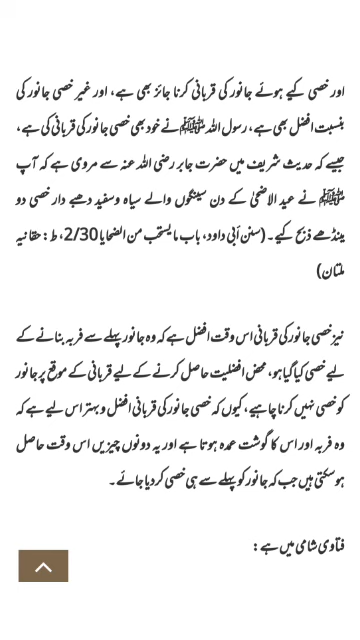 اور خصی کیے ہوئے جانور کی قربانی کرنا جائز بھی ہے، اور غیر خصی جانور کی
بنسبت افضل بھی ہے، رسول اللہ ﷺ نے خود بھی خصی جانور کی قربانی کی ہے،
جیسے کہ حدیث شریف میں حضرت جابر رضی اللہ عنہ سے مروی ہے کہ آپ
ﷺ نے عید الاضحیٰ کے دن سینگوں والے سیاہ وسفید دھبے دار خصی دو
مینڈھے ذبح کیے۔ (سنن أبی داود، باب مایستحب من الضحایا 2/30، ط: حقانیہ
ملتان)
نیز خصی جانور کی قربانی اس وقت افضل ہے کہ وہ جانور پہلے سے فربہ بنانے کے
لیے خصی کیا گیا ہو، محض افضلیت حاصل کرنے کے لیے قربانی کے موقع پر جانور
کو خصی نہیں کرنا چاہیے، کیوں کہ خصی جانور کی قربانی افضل و بہتر اس لیے ہے کہ
وہ فربہ اور اس کا گوشت عمدہ ہوتا ہے اور یہ دونوں چیزیں اس وقت حاصل
ہوسکتی ہیں جب کہ جانور کو پہلے سے ہی خصی کردیا جائے۔
فتاوی شامی میں ہے: